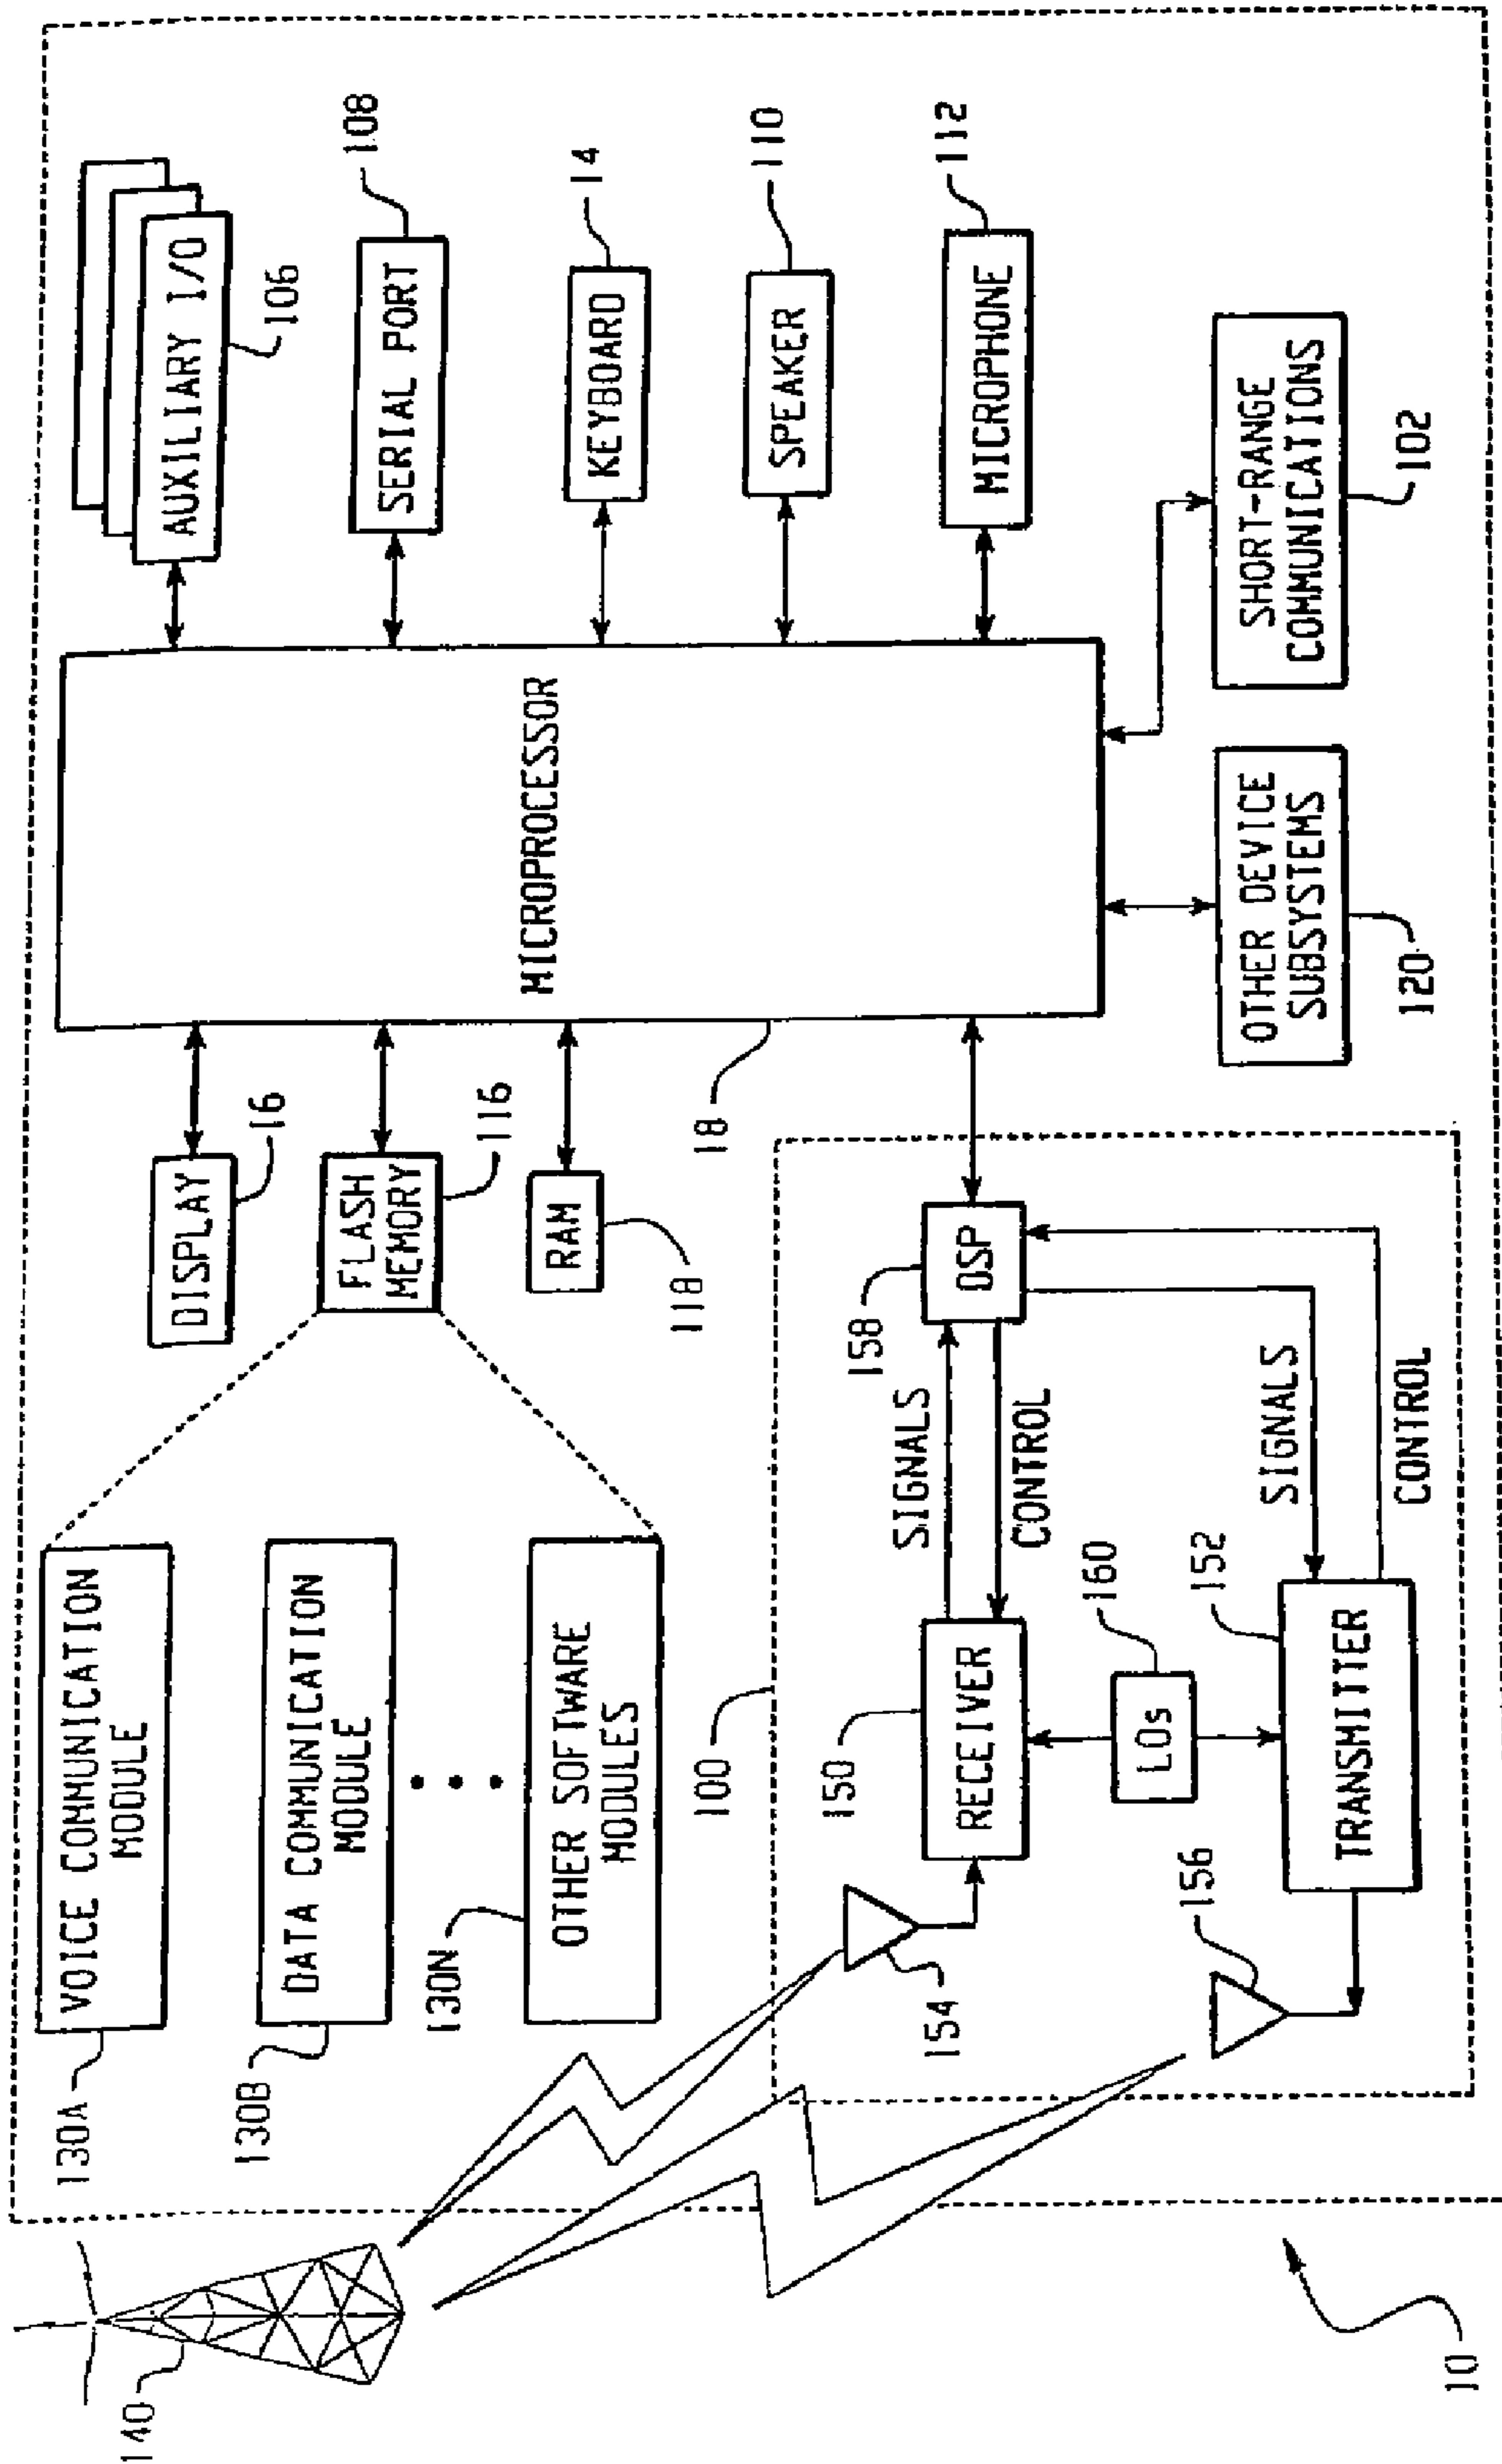 140
130A
VOICE COMMUNICATION
MODULE
130B
DATA COMMUNICATION
MODULE
130N
OTHER SOFTWARE
MODULES
DISPLAY
16
FLASH
MEMORY
116
RAM
118
MICROPROCESSOR
18
AUXILIARY I/O
106
SERIAL PORT
108
KEYBOARD
14
SPEAKER
110
MICROPHONE
112
SHORT-RANGE
COMMUNICATIONS
102
OTHER DEVICE
SUBSYSTEMS
120
100
158
DSP
SIGNALS
CONTROL
150
RECEIVER
154
160
LOs
SIGNALS
CONTROL
152
TRANSMITTER
156
10